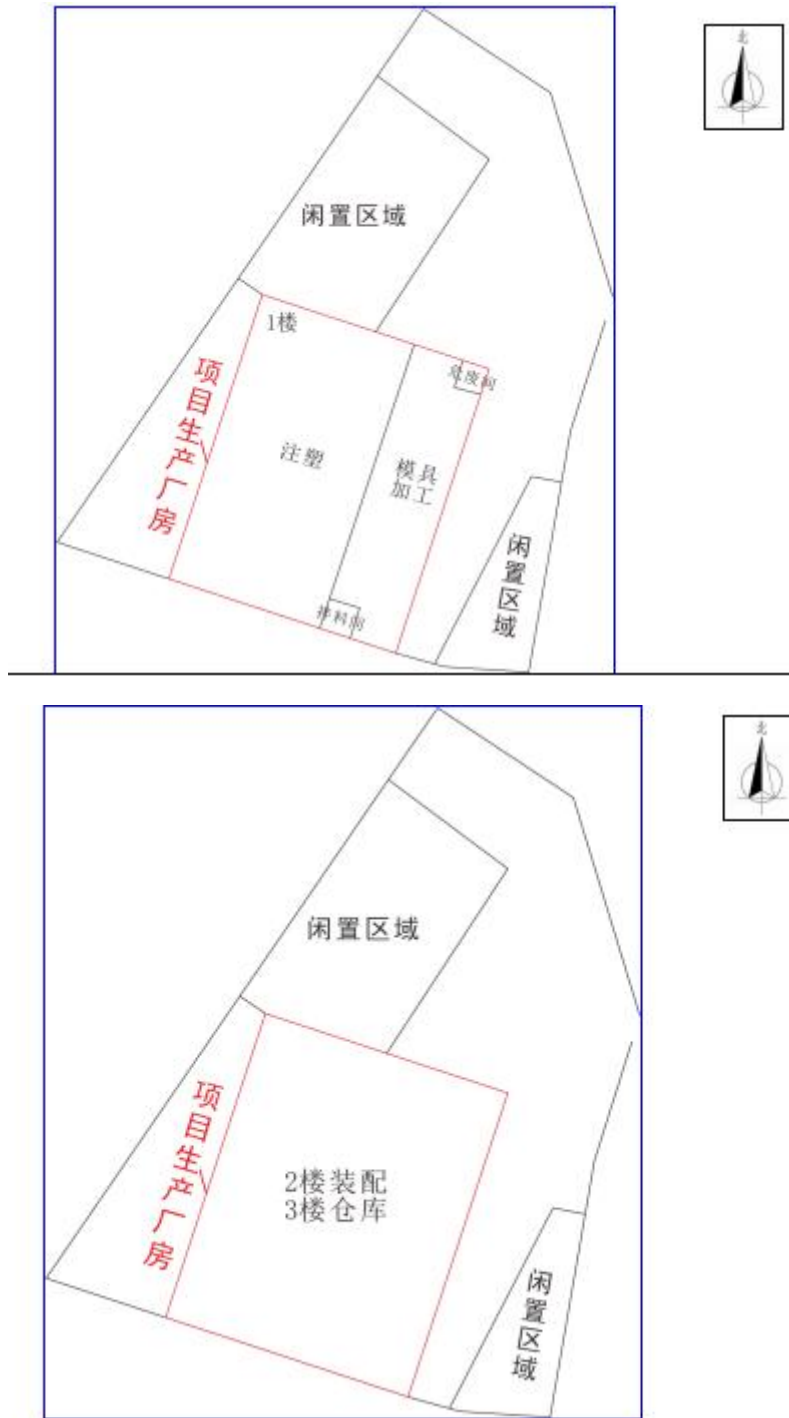 北
闲置区域
1楼
危废间
项目生产厂房
注塑
模具
加工
闲置区域
拌料间
北
闲置区域
项目生产厂房
2楼装配
3楼仓库
闲置区域